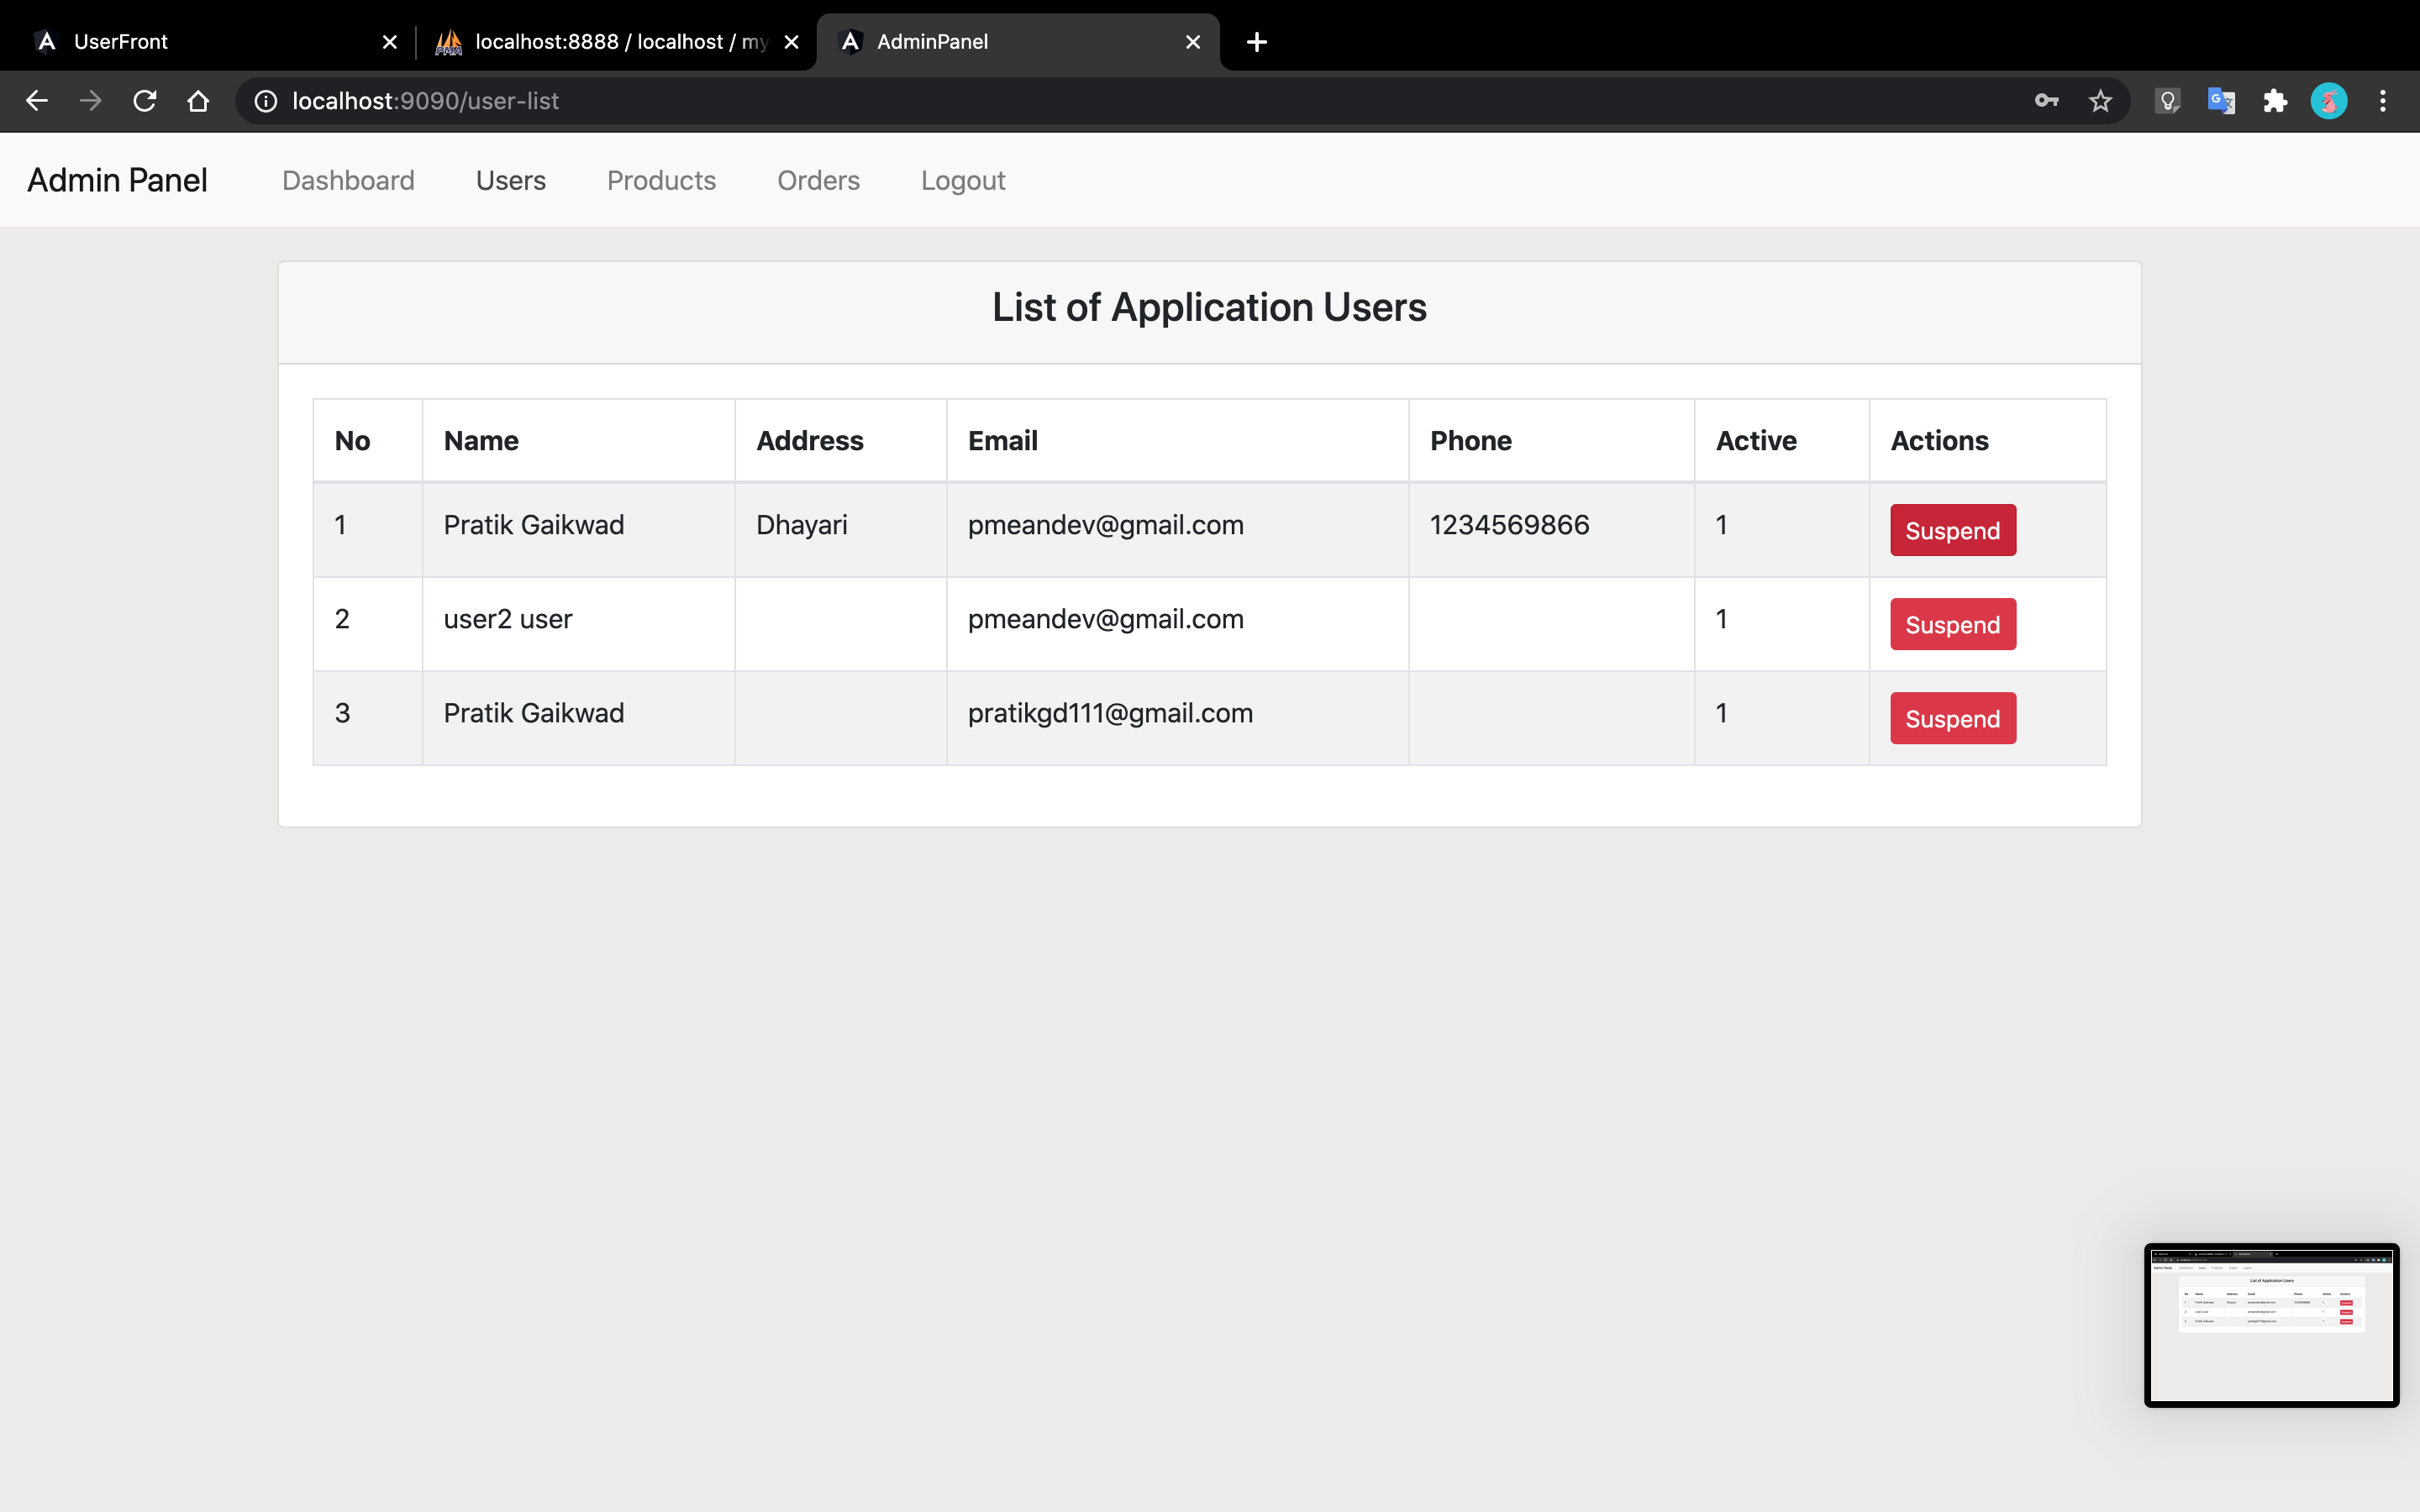 UserFront
localhost:8888 / localhost / my
AdminPanel
localhost:9090/user-list
Admin Panel Dashboard Users Products Orders Logout
List of Application Users
No Name Address Email Phone Active Actions
1 Pratik Gaikwad Dhayari pmeandev@gmail.com 1234569866 1 Suspend
2 user2 user pmeandev@gmail.com 1 Suspend
3 Pratik Gaikwad pratikgd111@gmail.com 1 Suspend